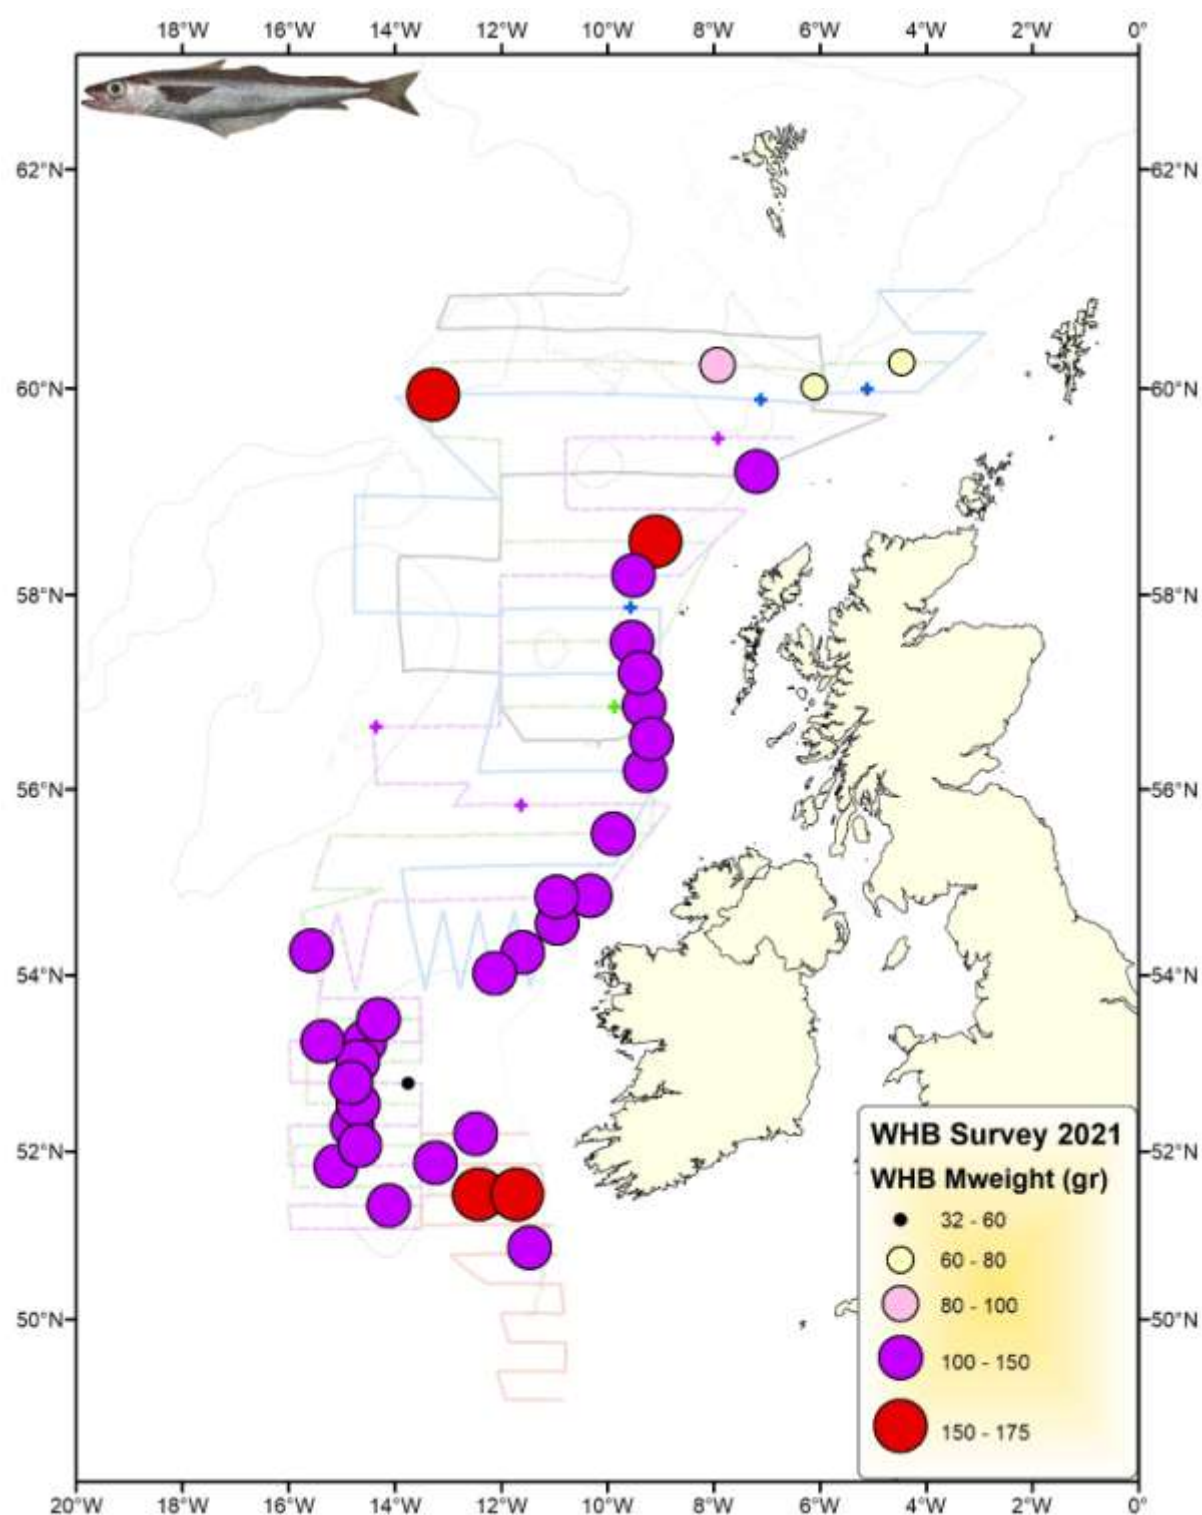 18°W 16°W 14°W 12°W 10°W 8°W 6°W 4°W 2°W 0°
62°N 62°N
60°N 60°N
58°N 58°N
56°N 56°N
54°N 54°N
52°N 52°N
50°N 50°N
WHB Survey 2021
WHB Mweight (gr)
32 - 60
60 - 80
80 - 100
100 - 150
150 - 175
20°W 18°W 16°W 14°W 12°W 10°W 8°W 6°W 4°W 2°W 0°